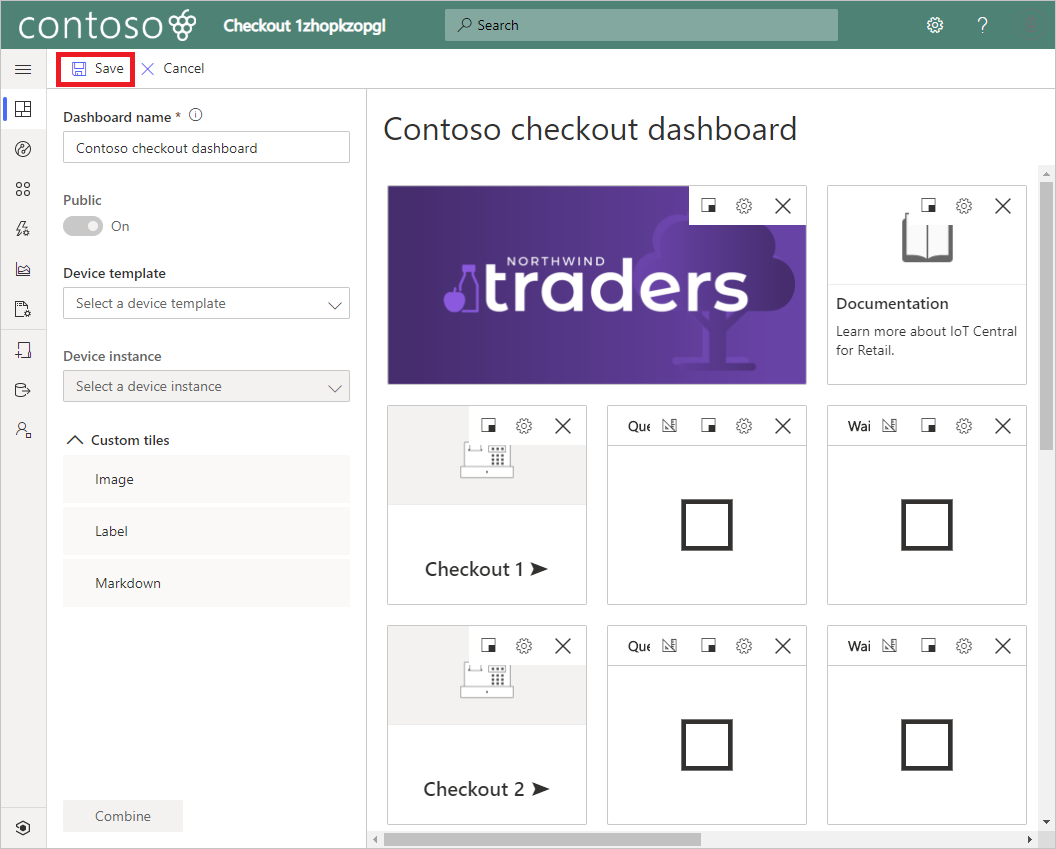 contoso
Checkout 1zhopkzopgl
Search
?
Save
Cancel
Dashboard name *
Contoso checkout dashboard
Public
On
Device template
Select a device template
Device instance
Select a device instance
Custom tiles
Image
Label
Markdown
Combine
Contoso checkout dashboard
NORTHWIND
traders
Documentation
Learn more about IoT Central
for Retail.
Checkout 1
Que
Wai
Checkout 2
Que
Wai